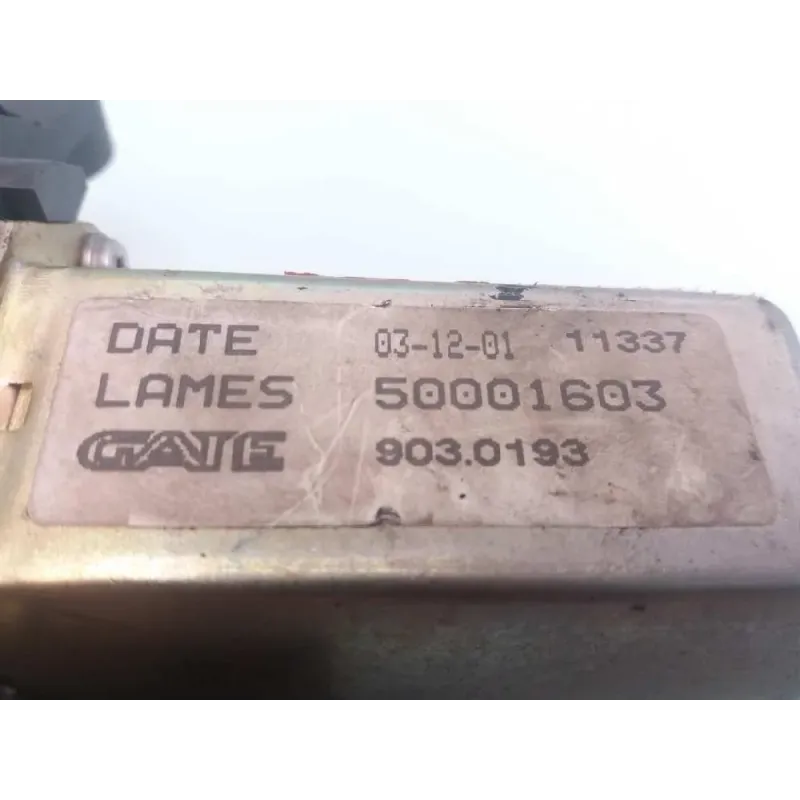 DATE 03-12-01 11337
LAMES 50001603
GATE 903.0193